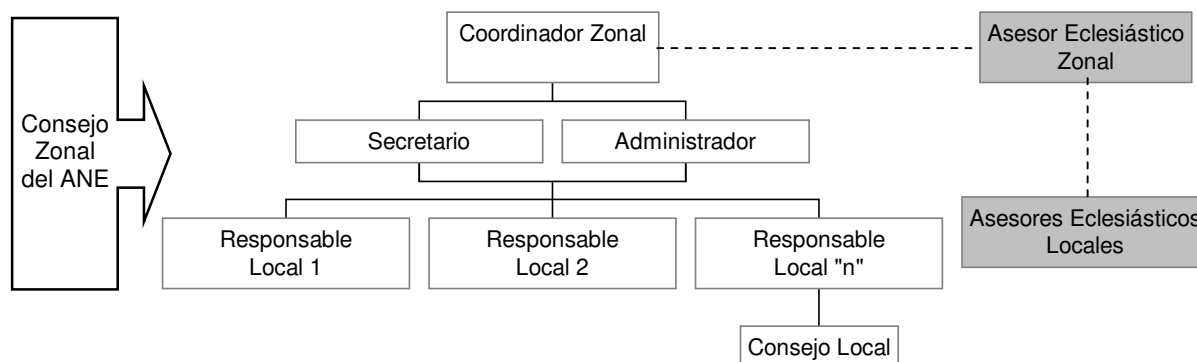 Coordinador Zonal
Asesor Eclesiástico
Zonal
Consejo
Zonal
del ANE
Secretario
Administrador
Responsable
Local 1
Responsable
Local 2
Responsable
Local "n"
Asesores Eclesiásticos
Locales
Consejo Local